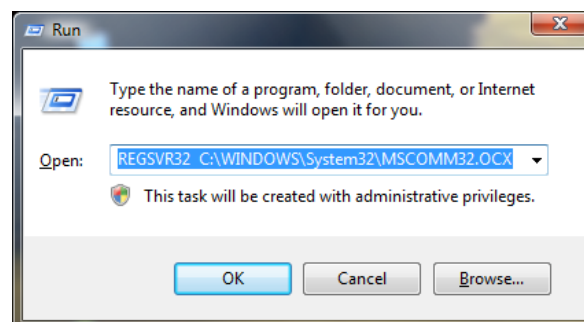 Run
Type the name of a program, folder, document, or Internet
resource, and Windows will open it for you.
Open: REGSVR32 C:\WINDOWS\System32\MSCOMM32.OCX
This task will be created with administrative privileges.
OK Cancel Browse...